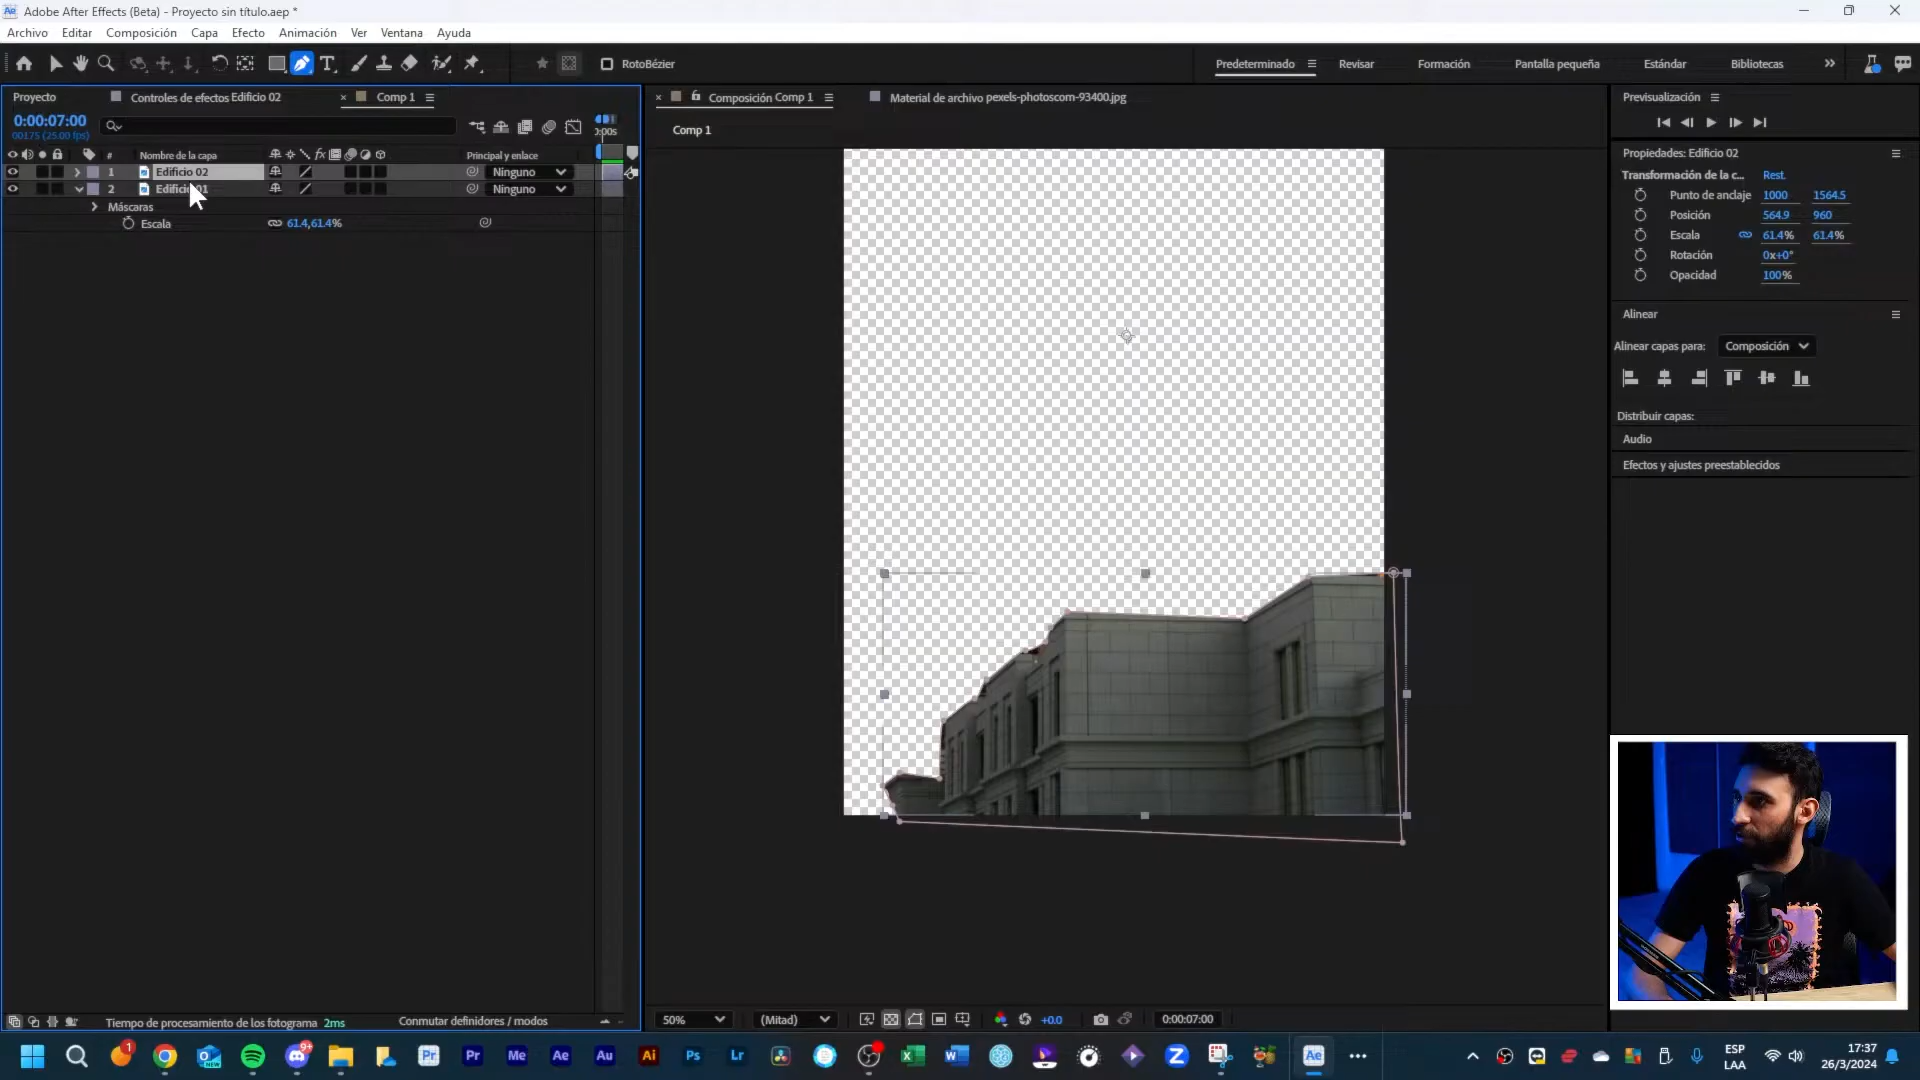 Adobe After Effects (Beta) - Proyecto sin título.aep *
Archivo Editar Composición Capa Efecto Animación Ver Ventana Ayuda
RotoBézier
Predeterminado Revisar Formación Pantalla pequeña Estándar Bibliotecas
Proyecto Controles de efectos Edificio 02 × Comp 1
0:00:07:00
00175 (25.00 fps)
# Nombre de la capa Principal y enlace
1 Edificio 02 Ninguno
2 Edificio 01 Ninguno
Máscaras
Escala 61.4,61.4%
Composición Comp 1 Material de archivo pexels-photoscom-93400.jpg
Comp 1
Previsualización
Propiedades: Edificio 02
Transformación de la c... Rest.
Punto de anclaje 1000 1564.5
Posición 564.9 960
Escala 61.4% 61.4%
Rotación 0x+0°
Opacidad 100%
Alinear
Alinear capas para: Composición
Distribuir capas:
Audio
Efectos y ajustes preestablecidos
Tiempo de procesamiento de los fotograma 2ms Conmutar definidores / modos
50% (Mitad) +0.0 0:00:07:00
ESP
LAA
17:37
26/3/2024